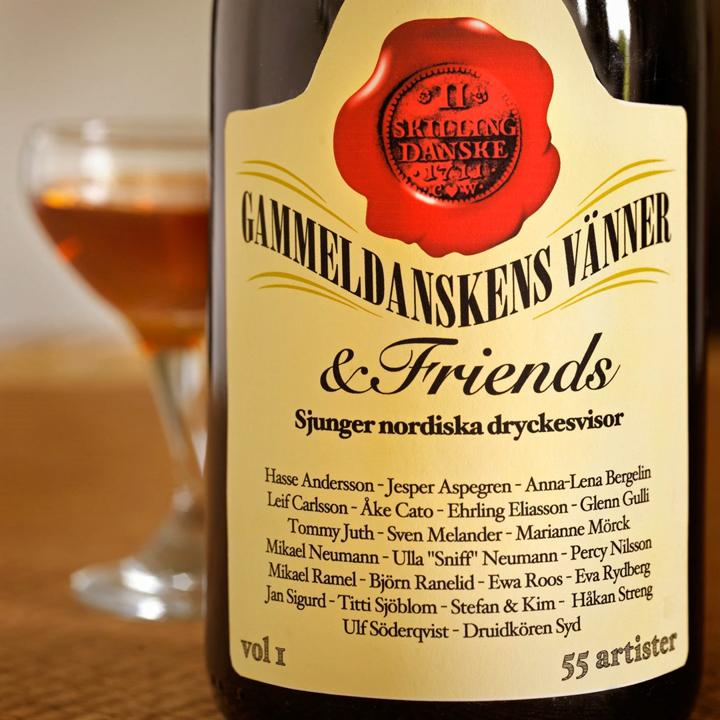 II
SKILLING
DANSKE
1711
C♥W
GAMMELDANSKENS VÄNNER
& Friends
Sjunger nordiska dryckesvisor
Hasse Andersson - Jesper Aspegren - Anna-Lena Bergelin
Leif Carlsson - Åke Cato - Ehrling Eliasson - Glenn Gulli
Tommy Juth - Sven Melander - Marianne Mörck
Mikael Neumann - Ulla "Sniff" Neumann - Percy Nilsson
Mikael Ramel - Björn Ranelid - Ewa Roos - Eva Rydberg
Jan Sigurd - Titti Sjöblom - Stefan & Kim - Håkan Streng
Ulf Söderqvist - Druidkören Syd
vol 1
55 artister